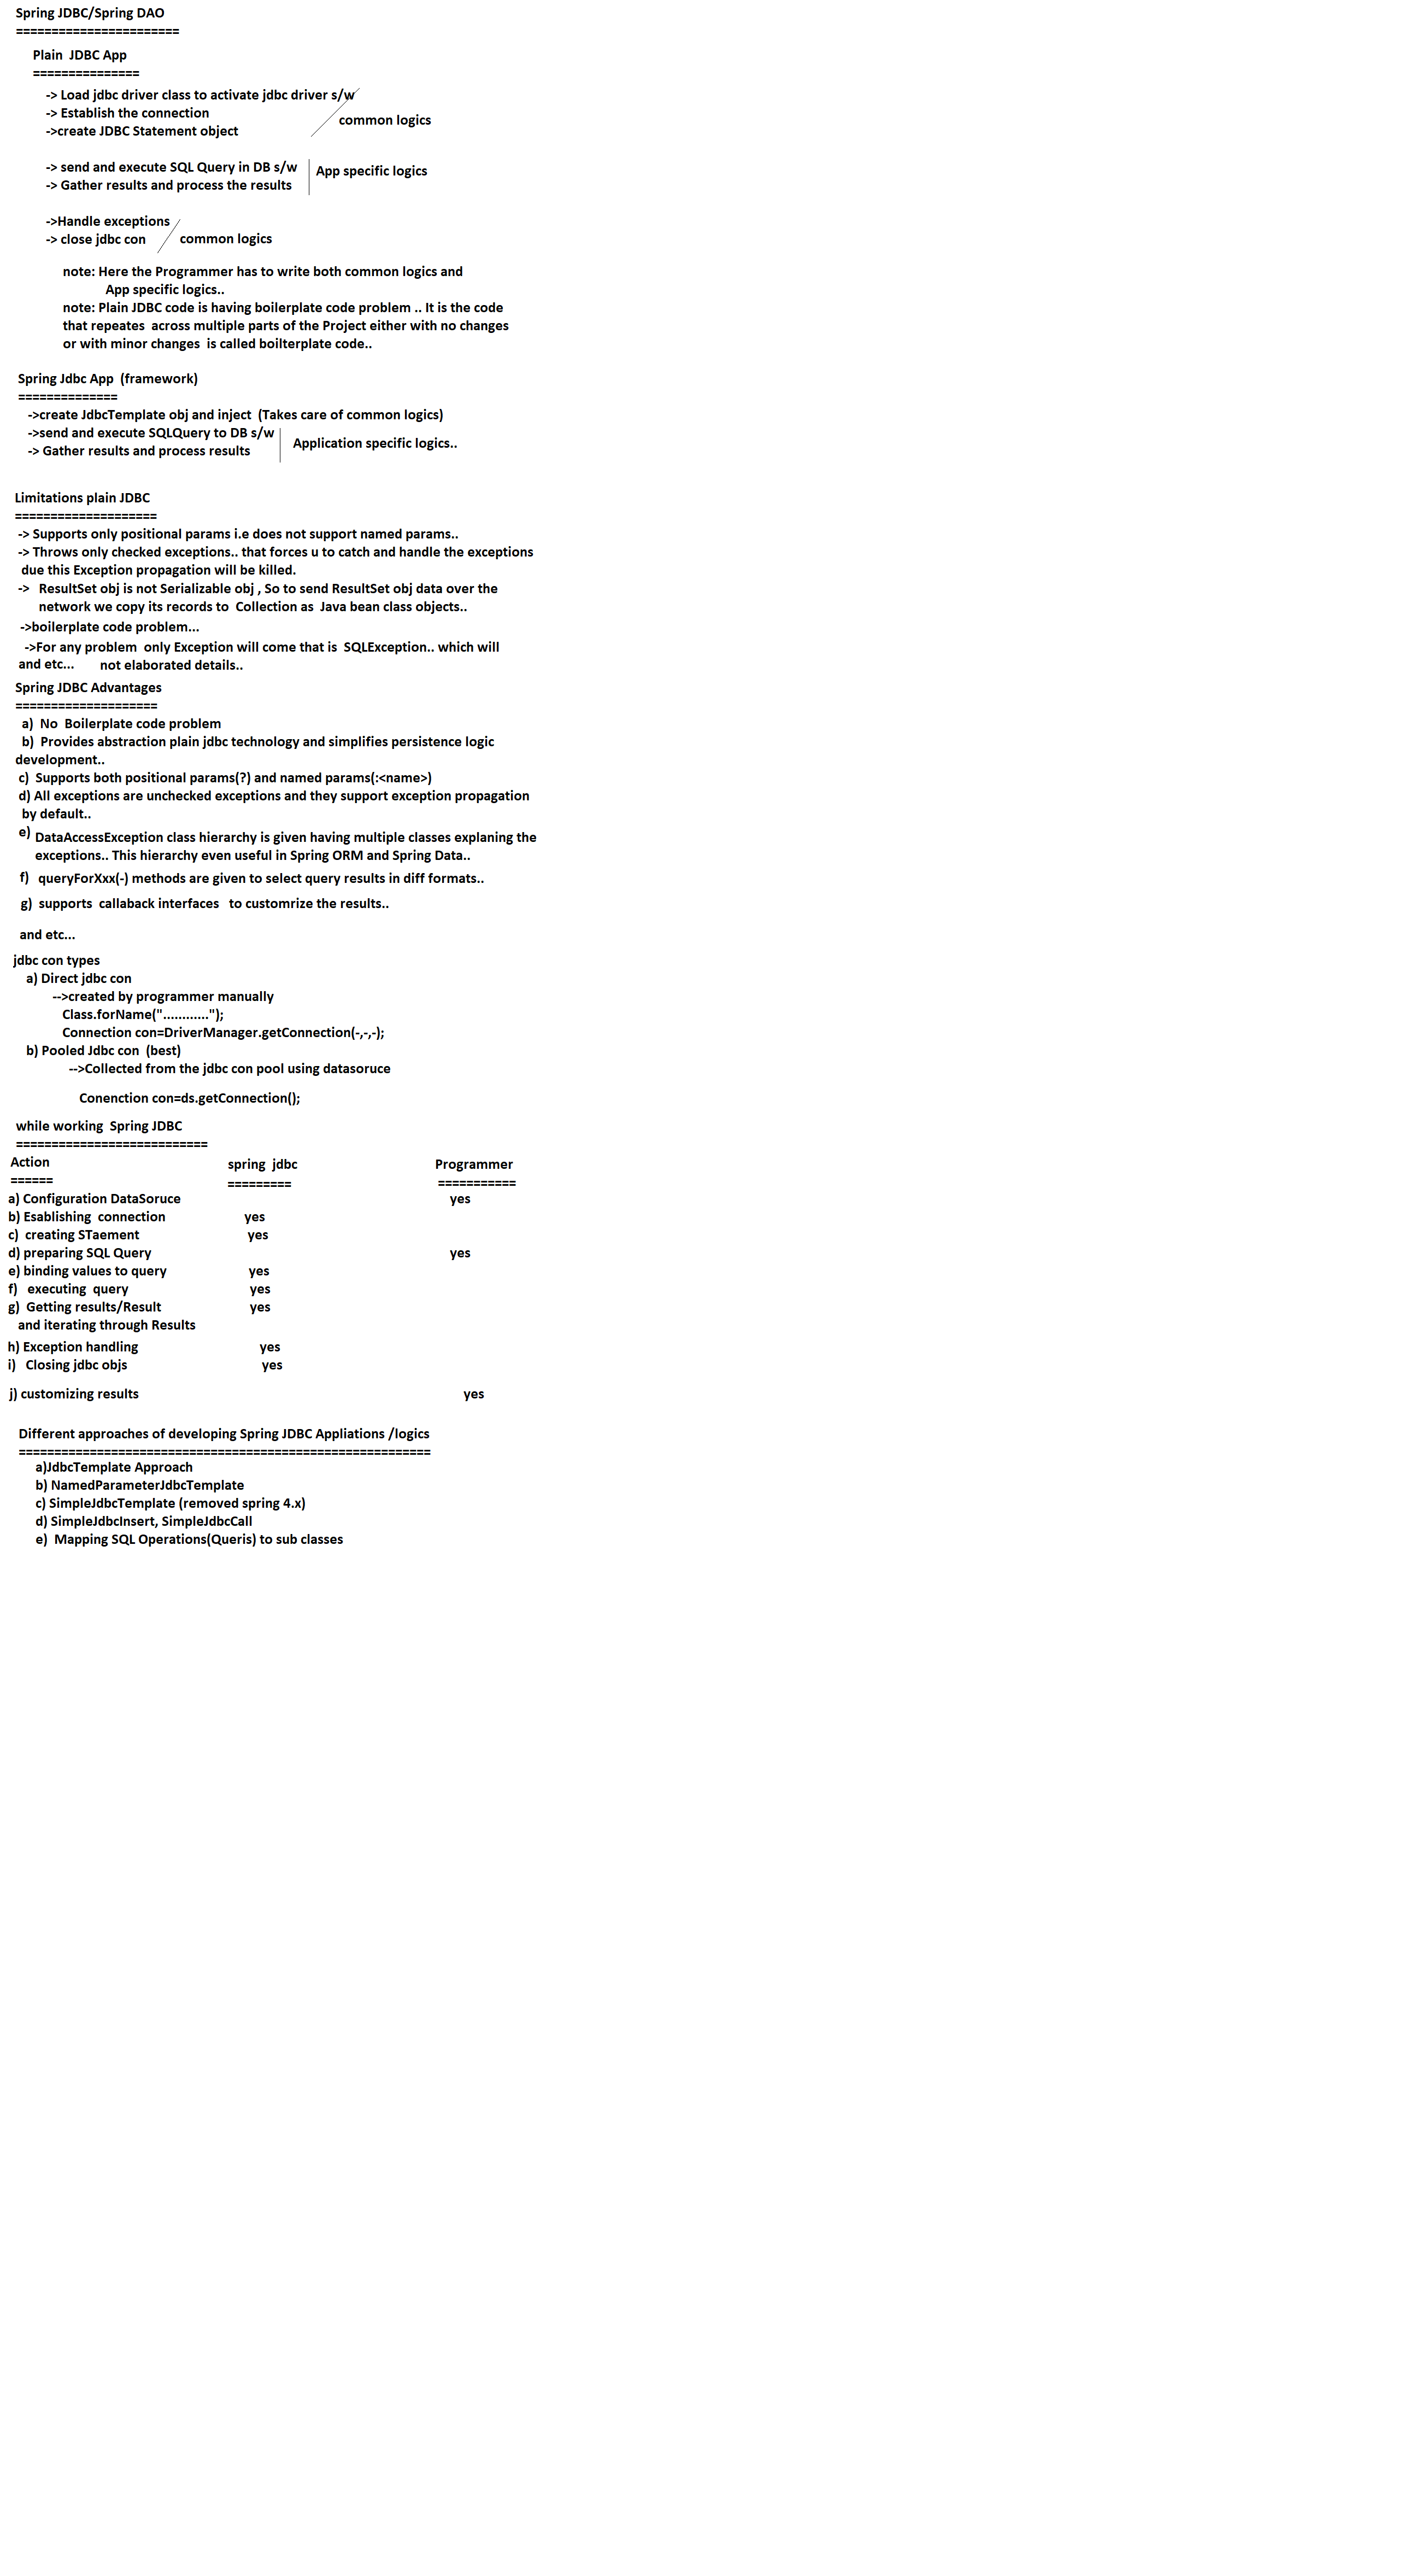 Spring JDBC/Spring DAO
=======================
Plain  JDBC App
===============
-> Load jdbc driver class to activate jdbc driver s/w
-> Establish the connection
common logics
->create JDBC Statement object
-> send and execute SQL Query in DB s/w
App specific logics
-> Gather results and process the results
->Handle exceptions
-> close jdbc con
common logics
note: Here the Programmer has to write both common logics and
App specific logics..
note: Plain JDBC code is having boilerplate code problem .. It is the code
that repeates  across multiple parts of the Project either with no changes
or with minor changes  is called boilterplate code..
Spring Jdbc App  (framework)
==============
->create JdbcTemplate obj and inject  (Takes care of common logics)
->send and execute SQLQuery to DB s/w
Application specific logics..
-> Gather results and process results
Limitations plain JDBC
====================
-> Supports only positional params i.e does not support named params..
-> Throws only checked exceptions.. that forces u to catch and handle the exceptions
due this Exception propagation will be killed.
->   ResultSet obj is not Serializable obj , So to send ResultSet obj data over the
network we copy its records to  Collection as  Java bean class objects..
->boilerplate code problem...
->For any problem  only Exception will come that is  SQLException.. which will
and etc...       not elaborated details..
Spring JDBC Advantages
====================
a)  No  Boilerplate code problem
b)  Provides abstraction plain jdbc technology and simplifies persistence logic
development..
c)  Supports both positional params(?) and named params(:<name>)
d) All exceptions are unchecked exceptions and they support exception propagation
by default..
e) DataAccessException class hierarchy is given having multiple classes explaning the
exceptions.. This hierarchy even useful in Spring ORM and Spring Data..
f)   queryForXxx(-) methods are given to select query results in diff formats..
g)  supports  callaback interfaces   to customrize the results..
and etc...
jdbc con types
a) Direct jdbc con
-->created by programmer manually
Class.forName("............");
Connection con=DriverManager.getConnection(-,-,-);
b) Pooled Jdbc con  (best)
-->Collected from the jdbc con pool using datasoruce
Conenction con=ds.getConnection();
while working  Spring JDBC
===========================
Action    spring  jdbc    Programmer
======    =========    ===========
a) Configuration DataSoruce    yes
b) Esablishing  connection    yes
c)  creating STaement    yes
d) preparing SQL Query    yes
e) binding values to query    yes
f)   executing  query    yes
g)  Getting results/Result    yes
and iterating through Results
h) Exception handling    yes
i)   Closing jdbc objs    yes
j) customizing results    yes
Different approaches of developing Spring JDBC Appliations /logics
==========================================================
a)JdbcTemplate Approach
b) NamedParameterJdbcTemplate
c) SimpleJdbcTemplate (removed spring 4.x)
d) SimpleJdbcInsert, SimpleJdbcCall
e)  Mapping SQL Operations(Queris) to sub classes